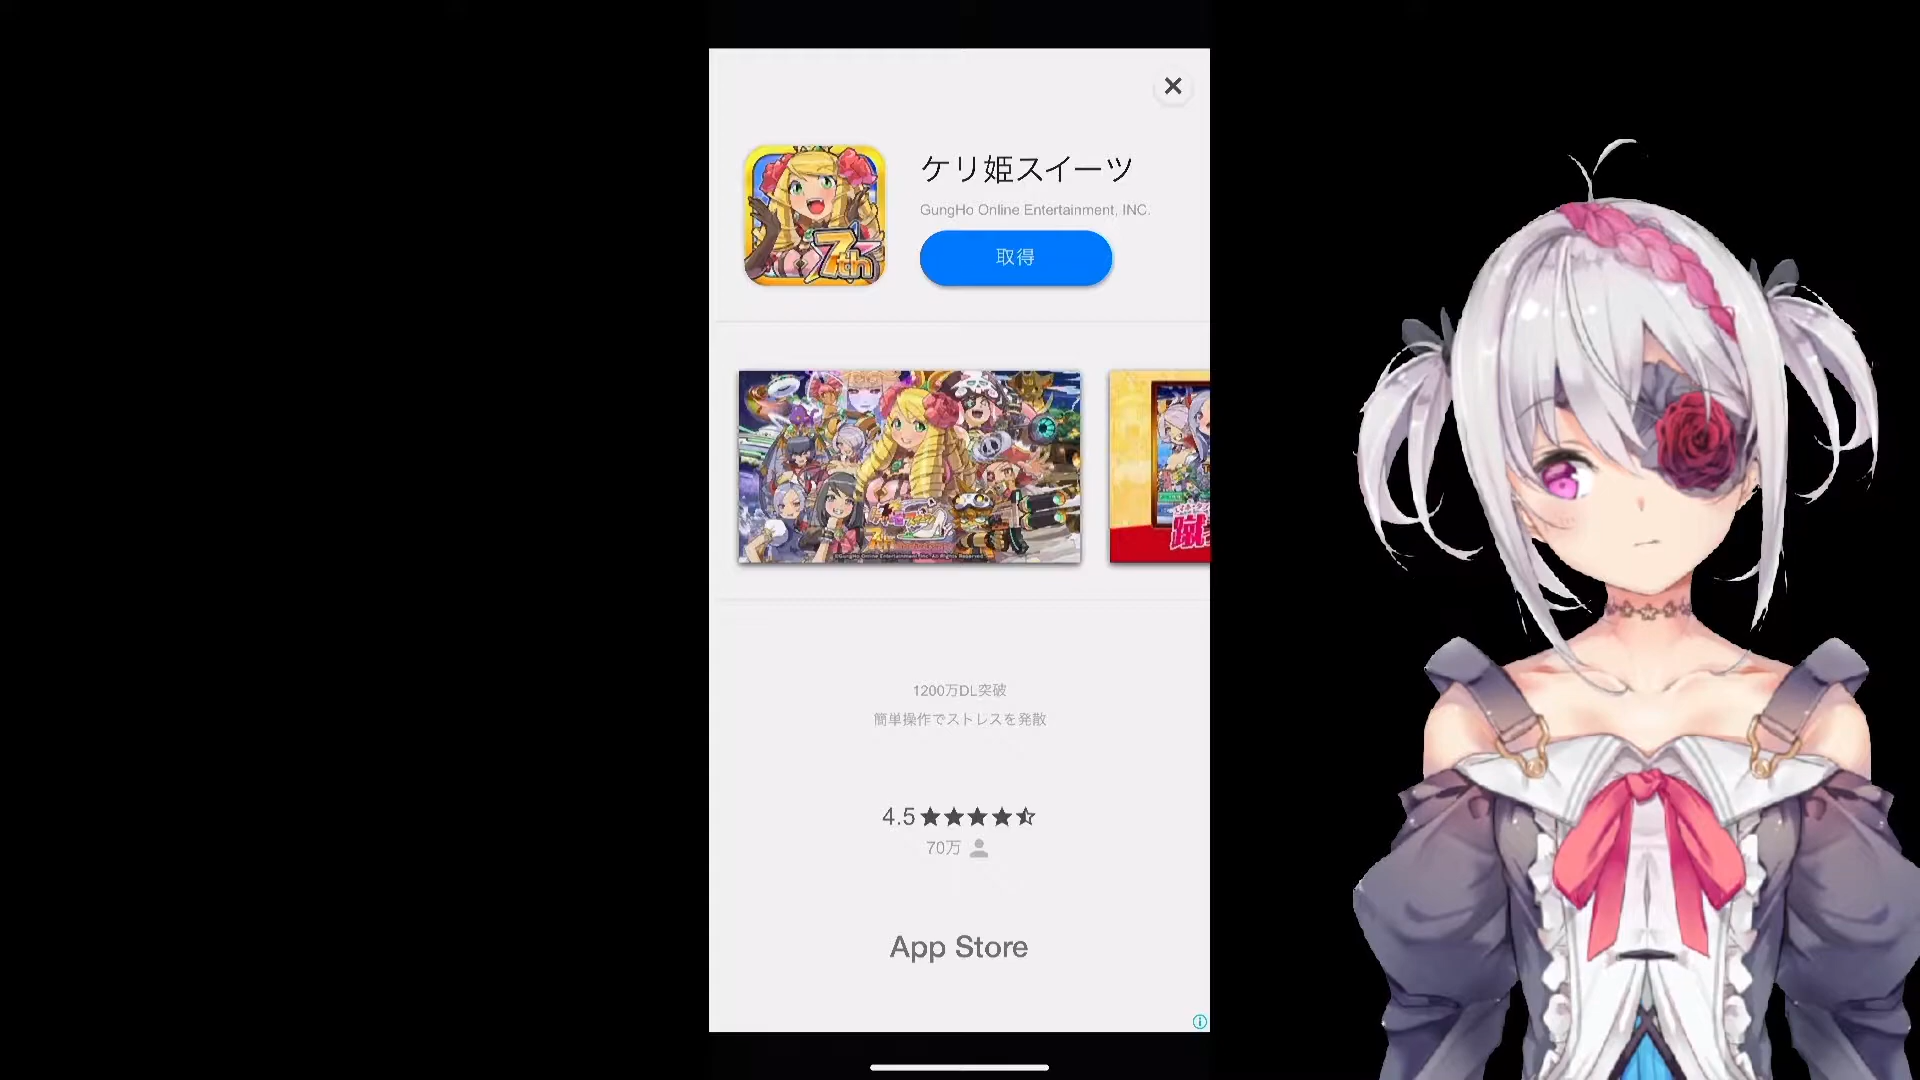 ケリ姫スイーツ
GungHo Online Entertainment, INC.
取得
7th
1200万DL突破
簡単操作でストレスを発散
4.5
70万
App Store